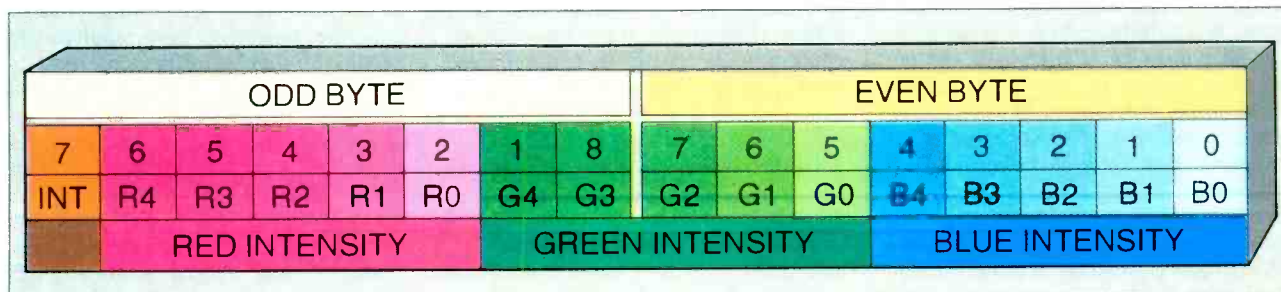 ODD BYTE EVEN BYTE
7 6 5 4 3 2 1 8 7 6 5 4 3 2 1 0
INT R4 R3 R2 R1 R0 G4 G3 G2 G1 G0 B4 B3 B2 B1 B0
RED INTENSITY GREEN INTENSITY BLUE INTENSITY